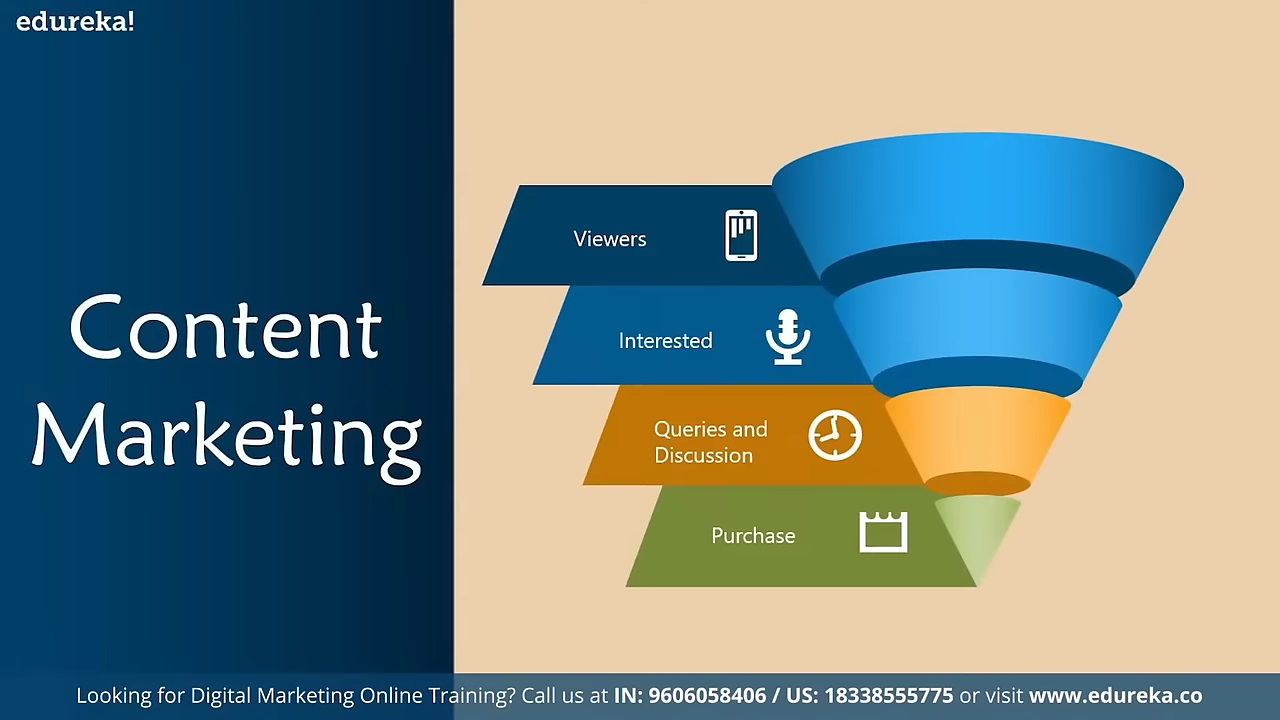 edureka!
Content
Marketing
Viewers
Interested
Queries and
Discussion
Purchase
Looking for Digital Marketing Online Training? Call us at IN: 9606058406 / US: 18338555775 or visit www.edureka.co